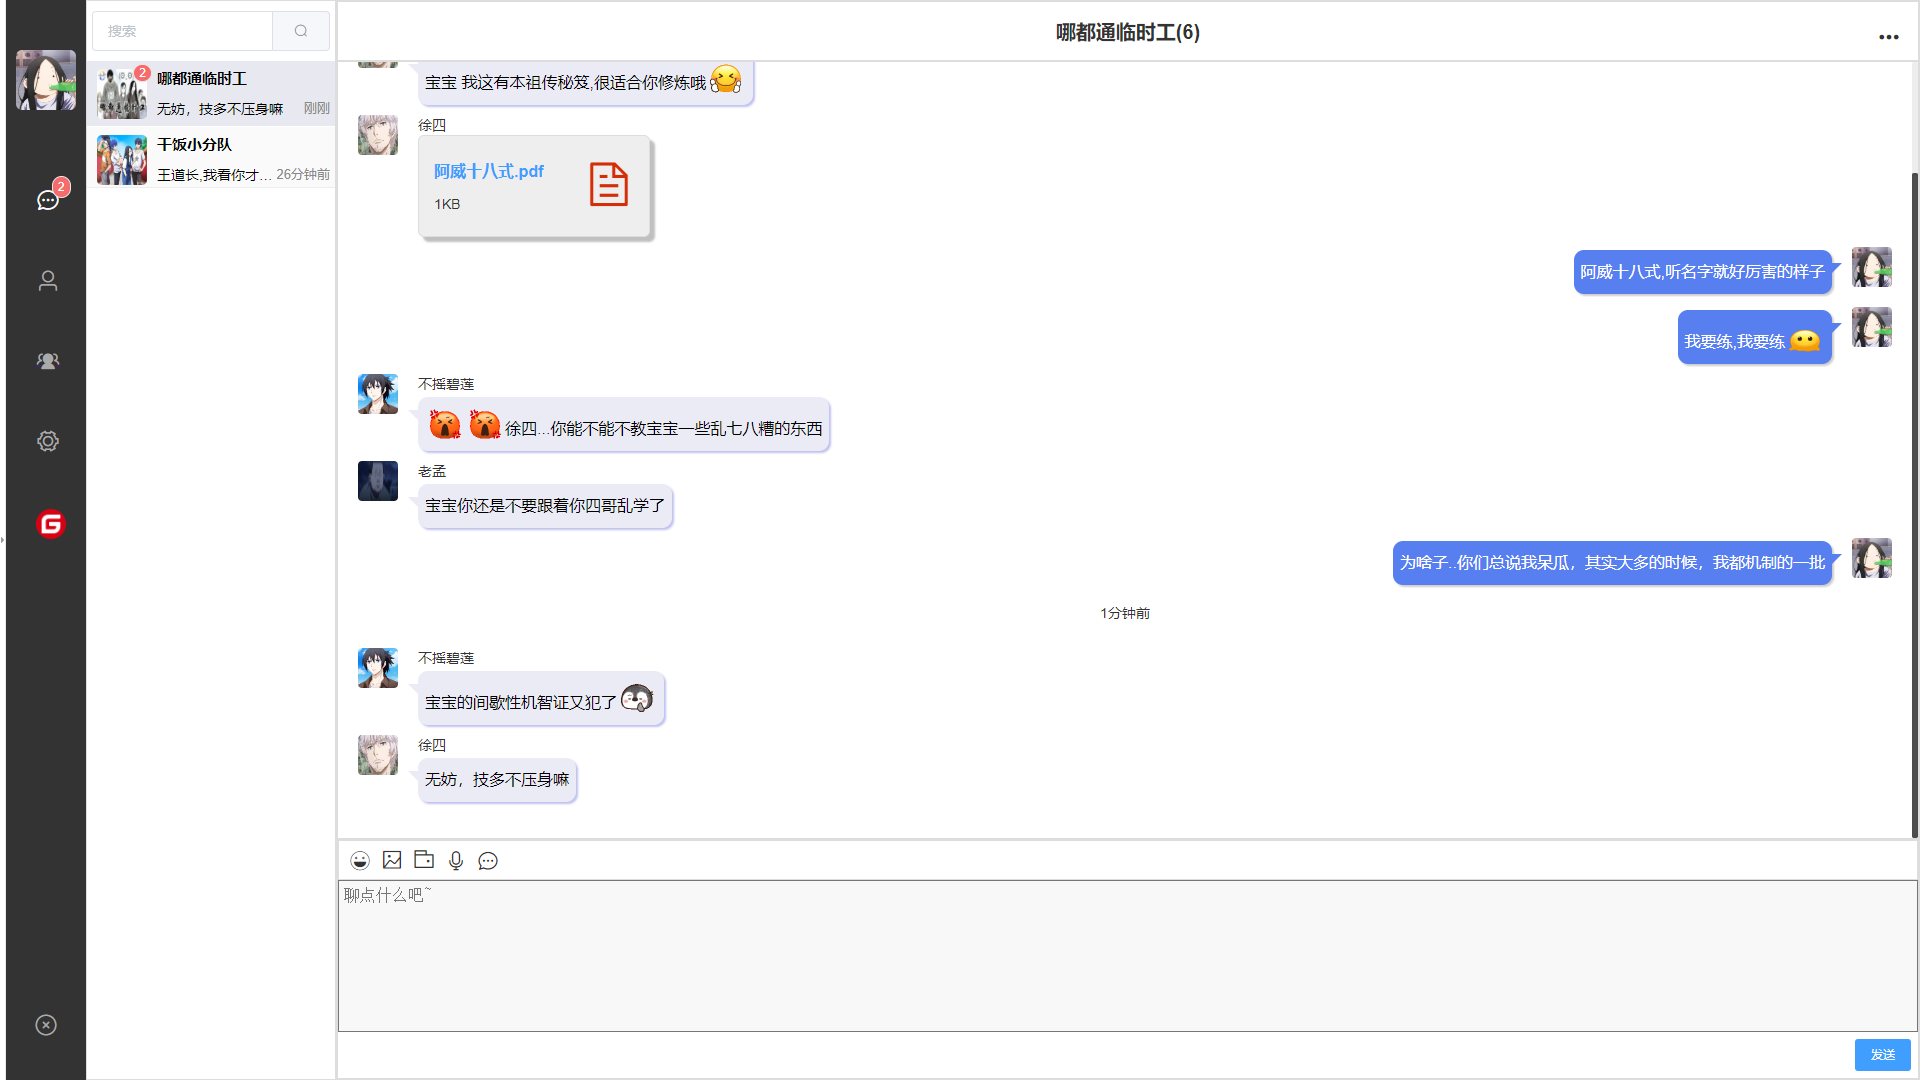 搜索
2
哪都通临时工
无妨，技多不压身嘛
刚刚
干饭小分队
王道长,我看你才...
26分钟前
2
哪都通临时工(6)
宝宝 我这有本祖传秘笈,很适合你修炼哦
徐四
阿威十八式.pdf
1KB
阿威十八式,听名字就好厉害的样子
我要练,我要练
不摇碧莲
徐四...你能不能不教宝宝一些乱七八糟的东西
老孟
宝宝你还是不要跟着你四哥乱学了
为啥子..你们总说我呆瓜，其实大多的时候，我都机制的一批
1分钟前
不摇碧莲
宝宝的间歇性机智证又犯了
徐四
无妨，技多不压身嘛
聊点什么吧~
发送